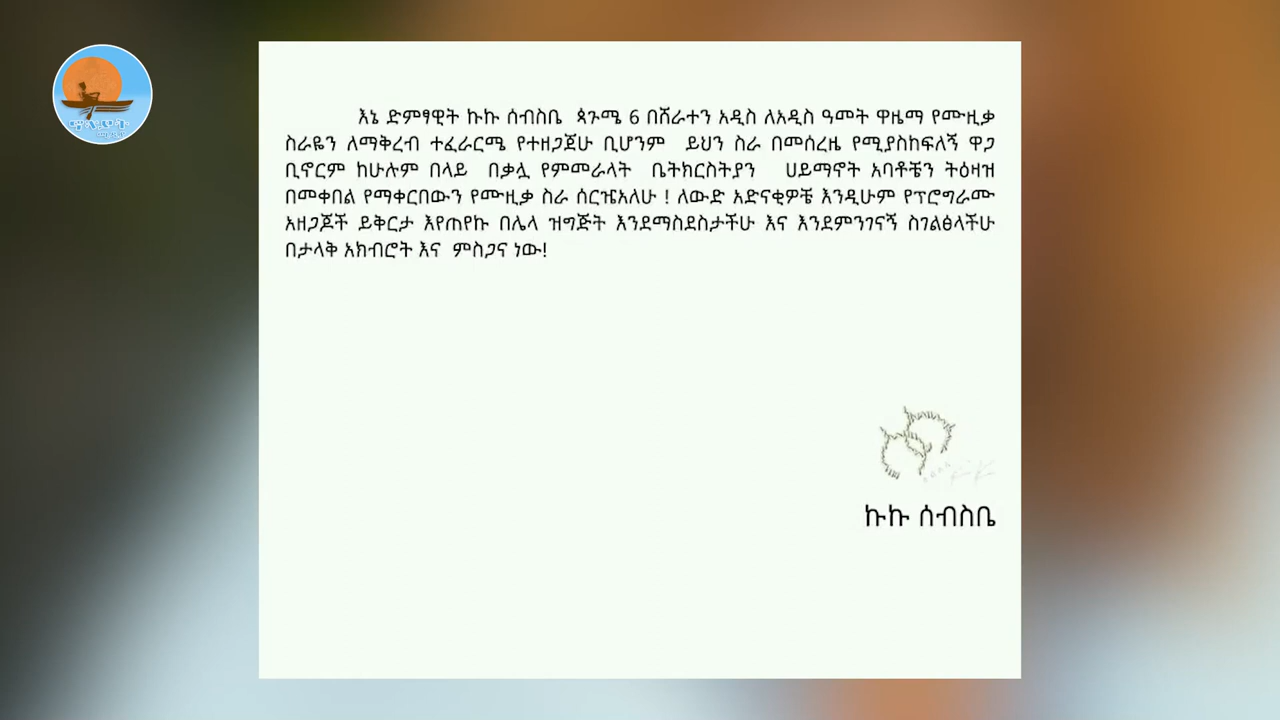 እኔ ድምፃዊት ኩኩ ሰብስቤ ጳጉሜ 6 በሸራተን አዲስ ለአዲስ ዓመት ዋዜማ የሙዚቃ
ስራዬን ለማቅረብ ተፈራርሜ የተዘጋጀሁ ቢሆንም ይህን ስራ በመሰረዜ የሚያስከፍለኝ ዋጋ
ቢኖርም ከሁሉም በላይ በቃሏ የምመራላት ቤትክርስትያን ሀይማኖት አባቶቼን ትዕዛዝ
በመቀበል የማቀርበውን የሙዚቃ ስራ ሰርዤአለሁ ! ለውድ አድናቂዎቼ እንዲሁም የፕሮግራሙ
አዘጋጆች ይቅርታ እየጠየኩ በሌላ ዝግጅት እንደማስደስታችሁ እና እንደምንገናኝ ስገልፅላችሁ
በታላቅ አክብሮት እና ምስጋና ነው!
ኩኩ ሰብስቤ